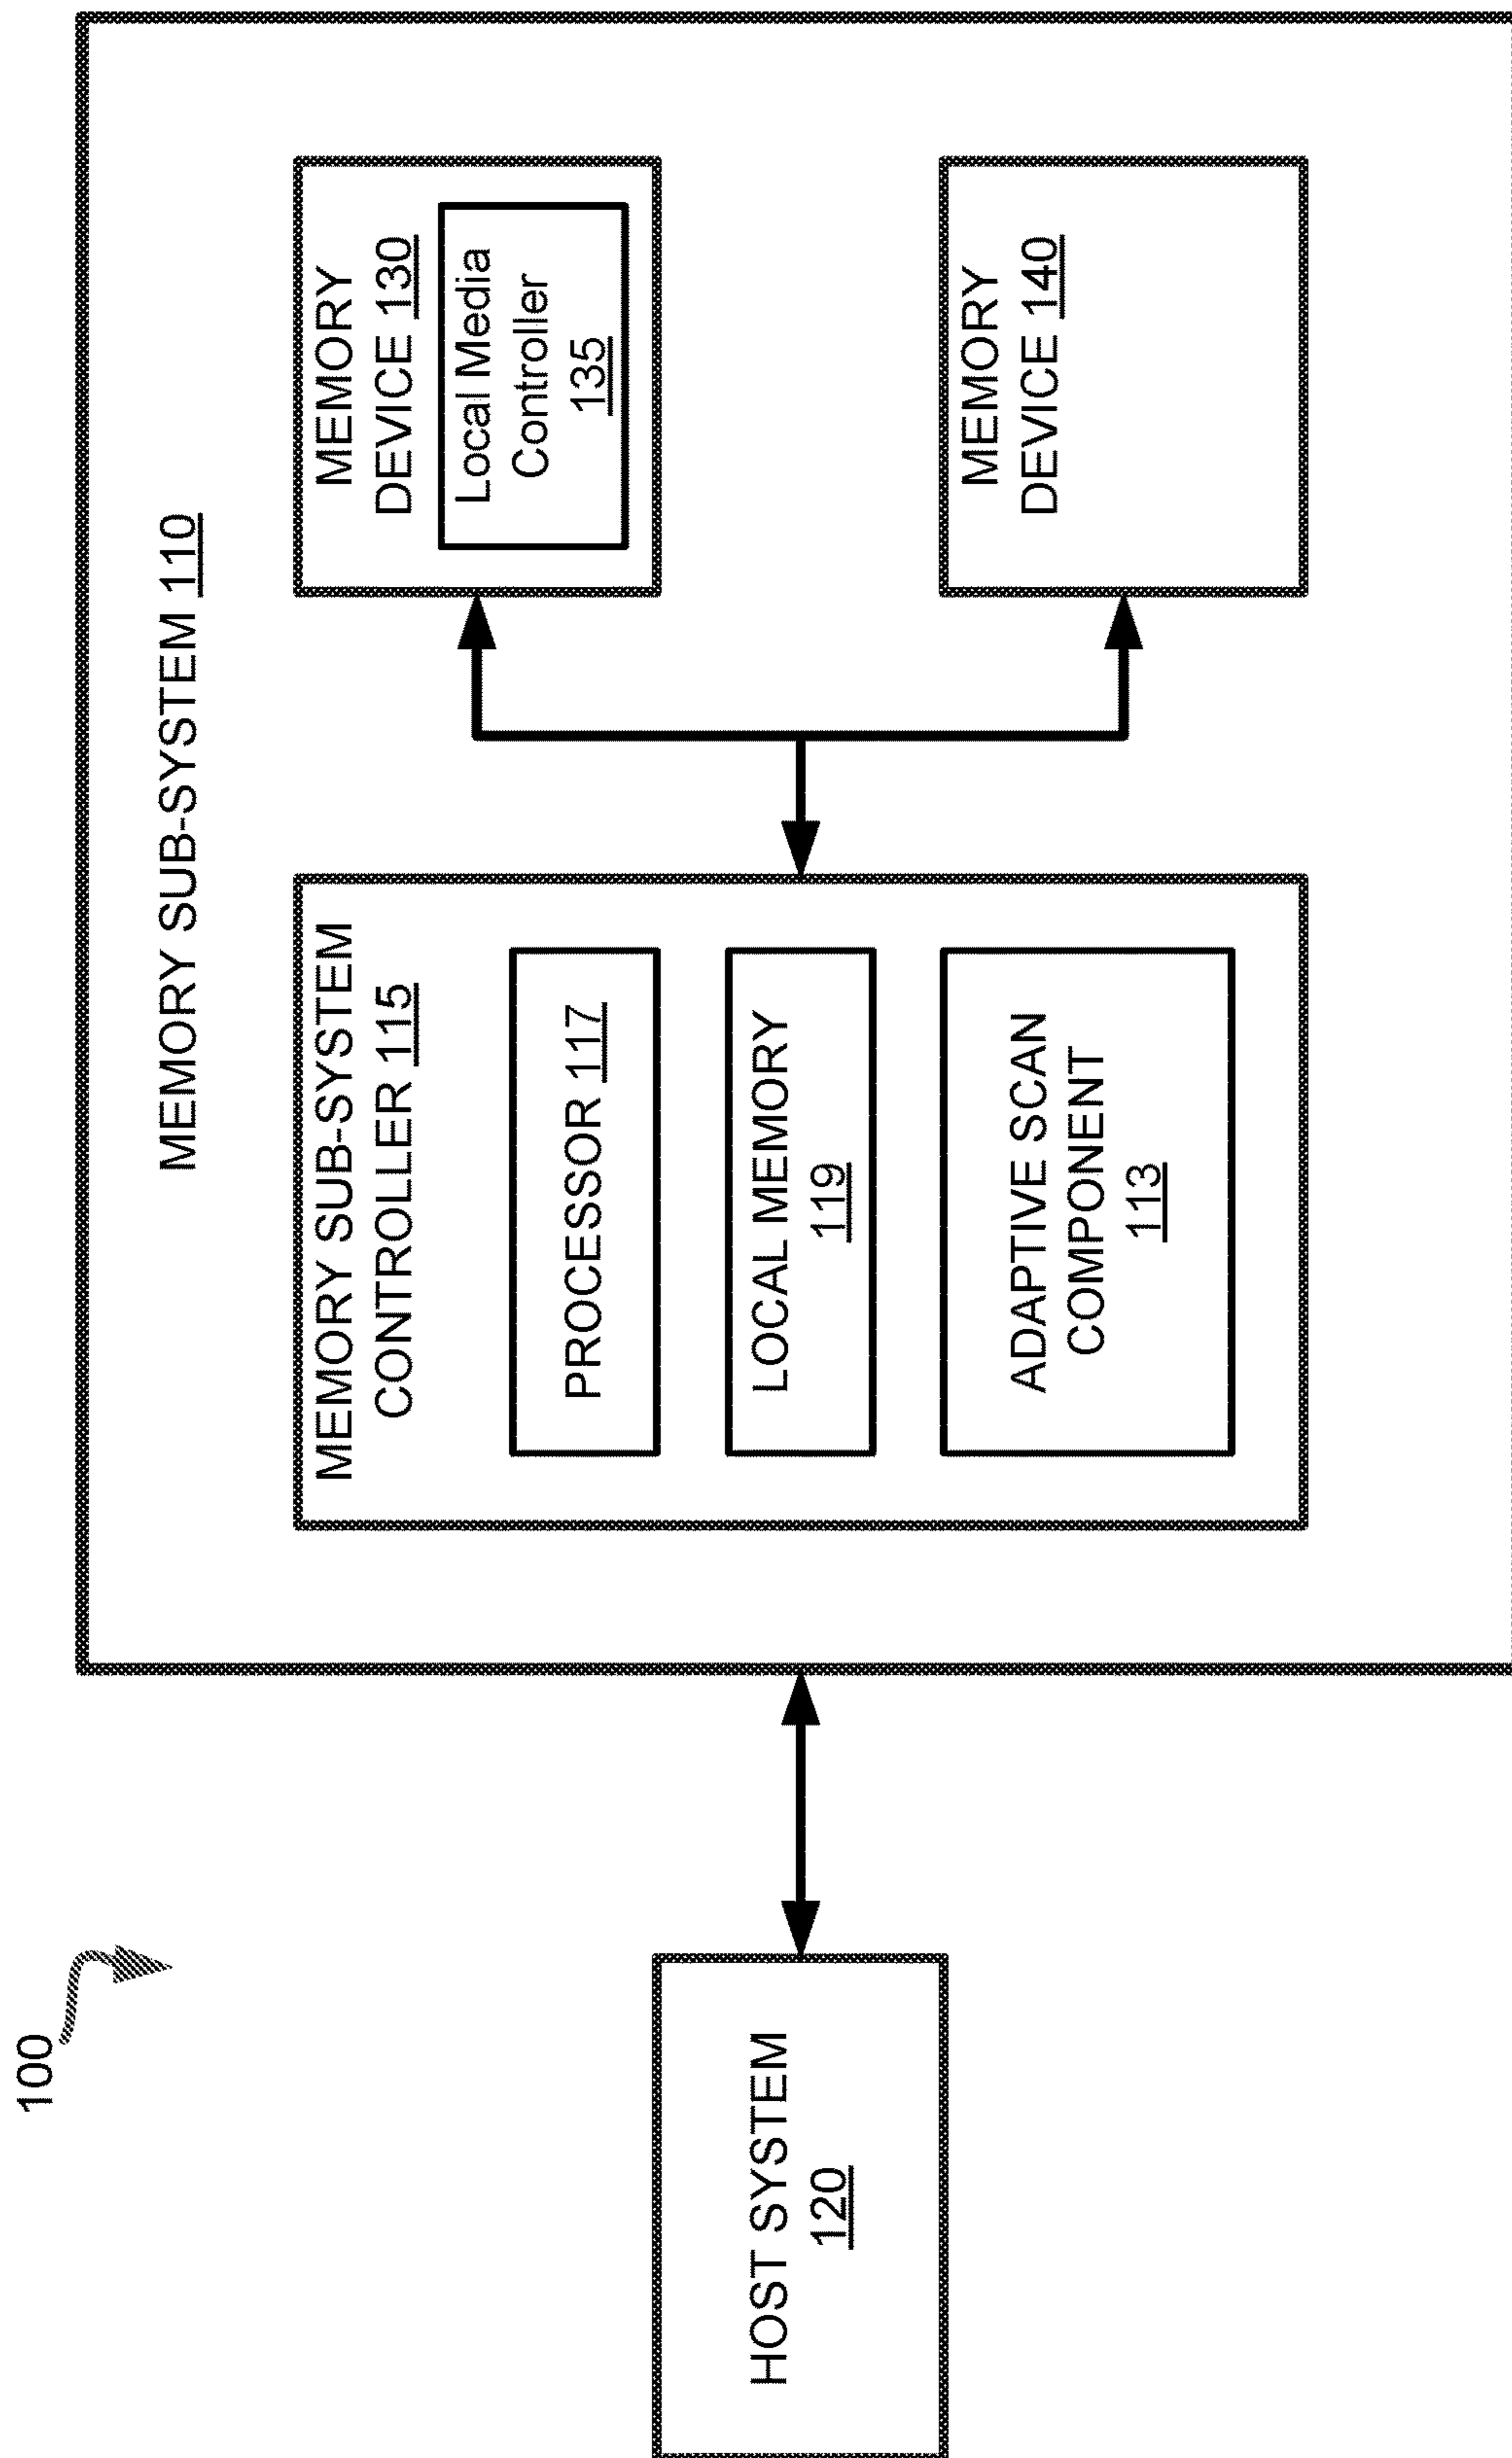 100
MEMORY SUB-SYSTEM 110
HOST SYSTEM
120
MEMORY SUB-SYSTEM
CONTROLLER 115
PROCESSOR 117
LOCAL MEMORY
119
ADAPTIVE SCAN
COMPONENT
113
MEMORY
DEVICE 130
Local Media
Controller
135
MEMORY
DEVICE 140